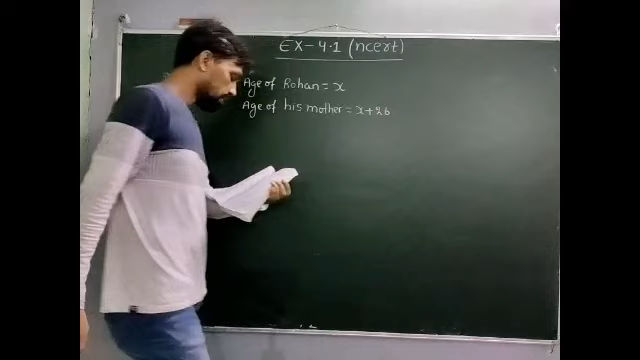 EX-4.1 (ncert)
Age of Rohan = x
Age of his mother = x+26